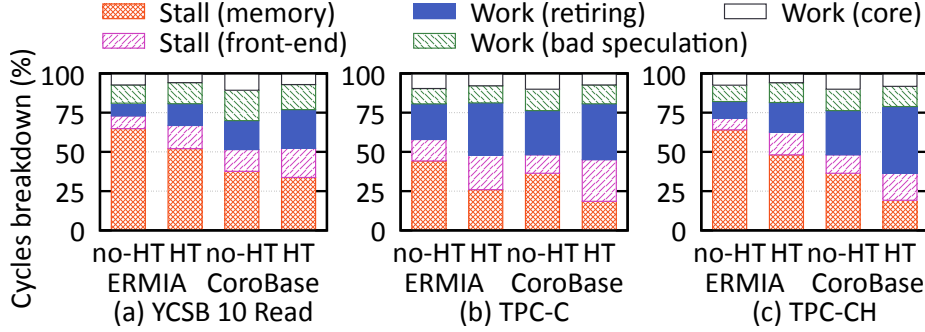 Stall (memory) Work (retiring) Work (core)
Stall (front-end) Work (bad speculation)
Cycles breakdown (%)
100 100 100
75 75 75
50 50 50
25 25 25
0 0 0
no-HT HT no-HT HT no-HT HT no-HT HT no-HT HT no-HT HT
ERMIA CoroBase ERMIA CoroBase ERMIA CoroBase
(a) YCSB 10 Read (b) TPC-C (c) TPC-CH